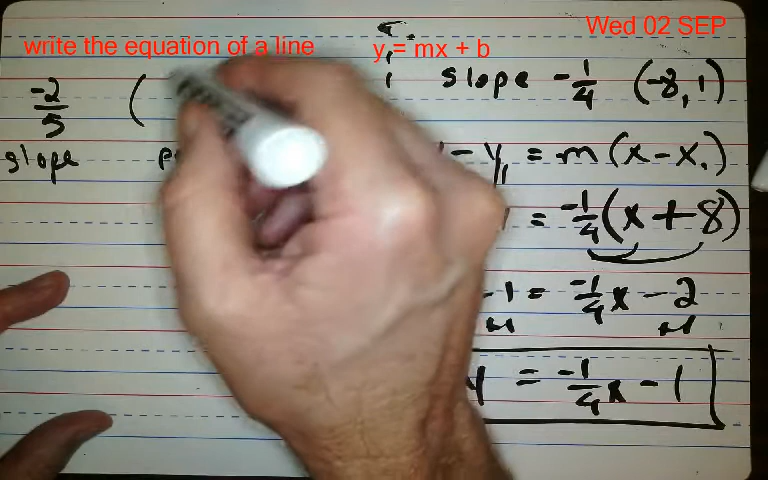 Wed 02 SEP
write the equation of a line y = mx + b
slope -1/4 (-8, 1)
-2/5 (
slope
- y₁ = m(x - x₁)
= -1/4(x + 8)
-1 = -1/4x - 2
+1 +1
y = -1/4x - 1